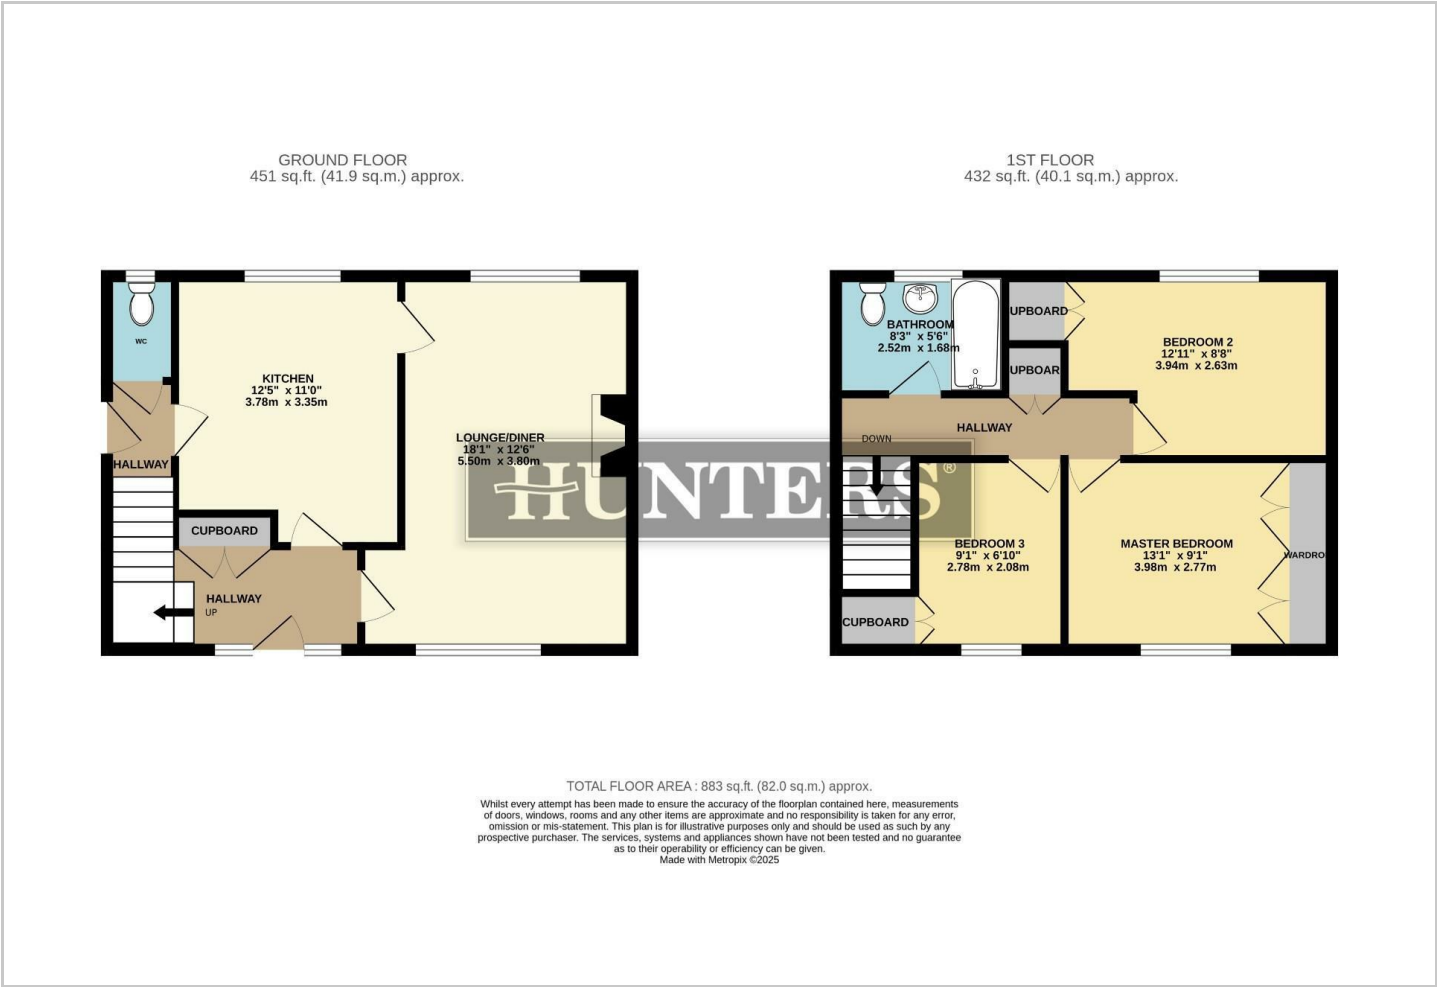 GROUND FLOOR
451 sq.ft. (41.9 sq.m.) approx.
1ST FLOOR
432 sq.ft. (40.1 sq.m.) approx.
WC
KITCHEN
12'5" x 11'0"
3.78m x 3.35m
LOUNGE/DINER
18'1" x 12'6"
5.50m x 3.80m
HALLWAY
CUPBOARD
HALLWAY
UP
BATHROOM
8'3" x 5'6"
2.52m x 1.68m
UPBOARD
UPBOAR
BEDROOM 2
12'11" x 8'8"
3.94m x 2.63m
HALLWAY
DOWN
BEDROOM 3
9'1" x 6'10"
2.78m x 2.08m
MASTER BEDROOM
13'1" x 9'1"
3.98m x 2.77m
WARDRO
CUPBOARD
HUNTERS®
TOTAL FLOOR AREA : 883 sq.ft. (82.0 sq.m.) approx.
Whilst every attempt has been made to ensure the accuracy of the floorplan contained here, measurements
of doors, windows, rooms and any other items are approximate and no responsibility is taken for any error,
omission or mis-statement. This plan is for illustrative purposes only and should be used as such by any
prospective purchaser. The services, systems and appliances shown have not been tested and no guarantee
as to their operability or efficiency can be given.
Made with Metropix ©2025